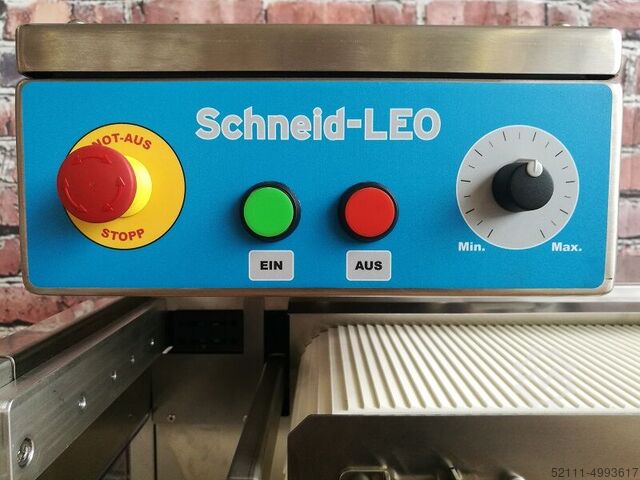 Schneid-LEO
NOT-AUS
STOPP
EIN
AUS
Min.
Max.
52111-4993617